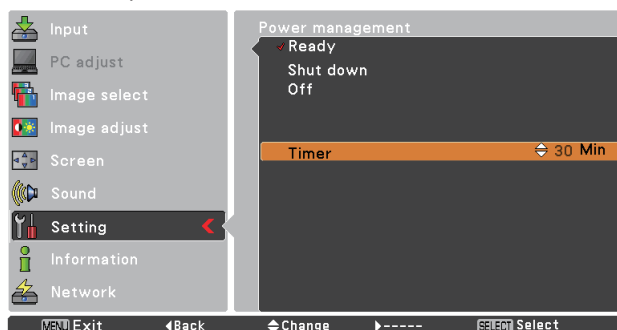 Input
PC adjust
Image select
Image adjust
Screen
Sound
Setting
Information
Network
Power management
Ready
Shut down
Off
Timer 30 Min
MENU Exit Back Change ----- SELECT Select